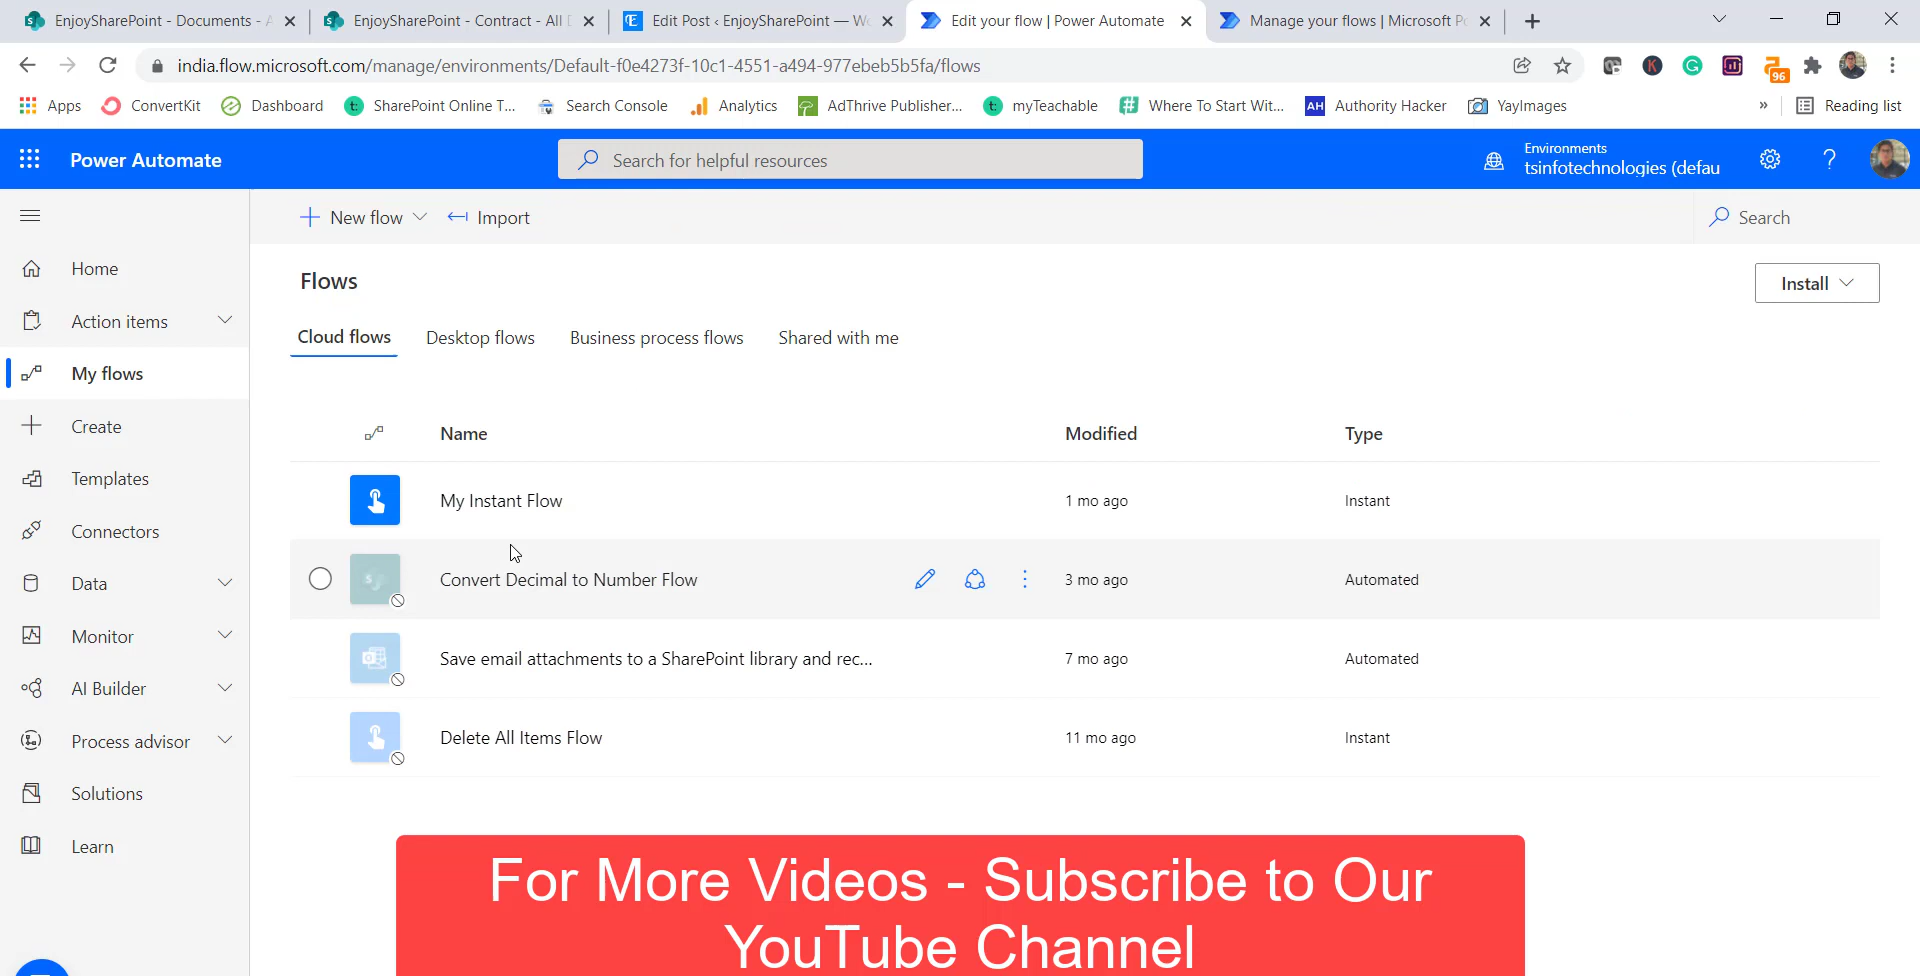 EnjoySharePoint - Documents - A
EnjoySharePoint - Contract - All D
Edit Post ‹ EnjoySharePoint — W
Edit your flow | Power Automate
Manage your flows | Microsoft Po
india.flow.microsoft.com/manage/environments/Default-f0e4273f-10c1-4551-a494-977ebeb5b5fa/flows
96
Apps
ConvertKit
Dashboard
SharePoint Online T...
Search Console
Analytics
AdThrive Publisher...
myTeachable
Where To Start Wit...
AH
Authority Hacker
YayImages
»
Reading list
Power Automate
Search for helpful resources
Environments
tsinfotechnologies (defau
?
New flow
Import
Search
Home
Action items
My flows
Create
Templates
Connectors
Data
Monitor
AI Builder
Process advisor
Solutions
Learn
Flows
Install
Cloud flows
Desktop flows
Business process flows
Shared with me
Name
Modified
Type
My Instant Flow
1 mo ago
Instant
Convert Decimal to Number Flow
3 mo ago
Automated
Save email attachments to a SharePoint library and rec...
7 mo ago
Automated
Delete All Items Flow
11 mo ago
Instant
For More Videos - Subscribe to Our
YouTube Channel